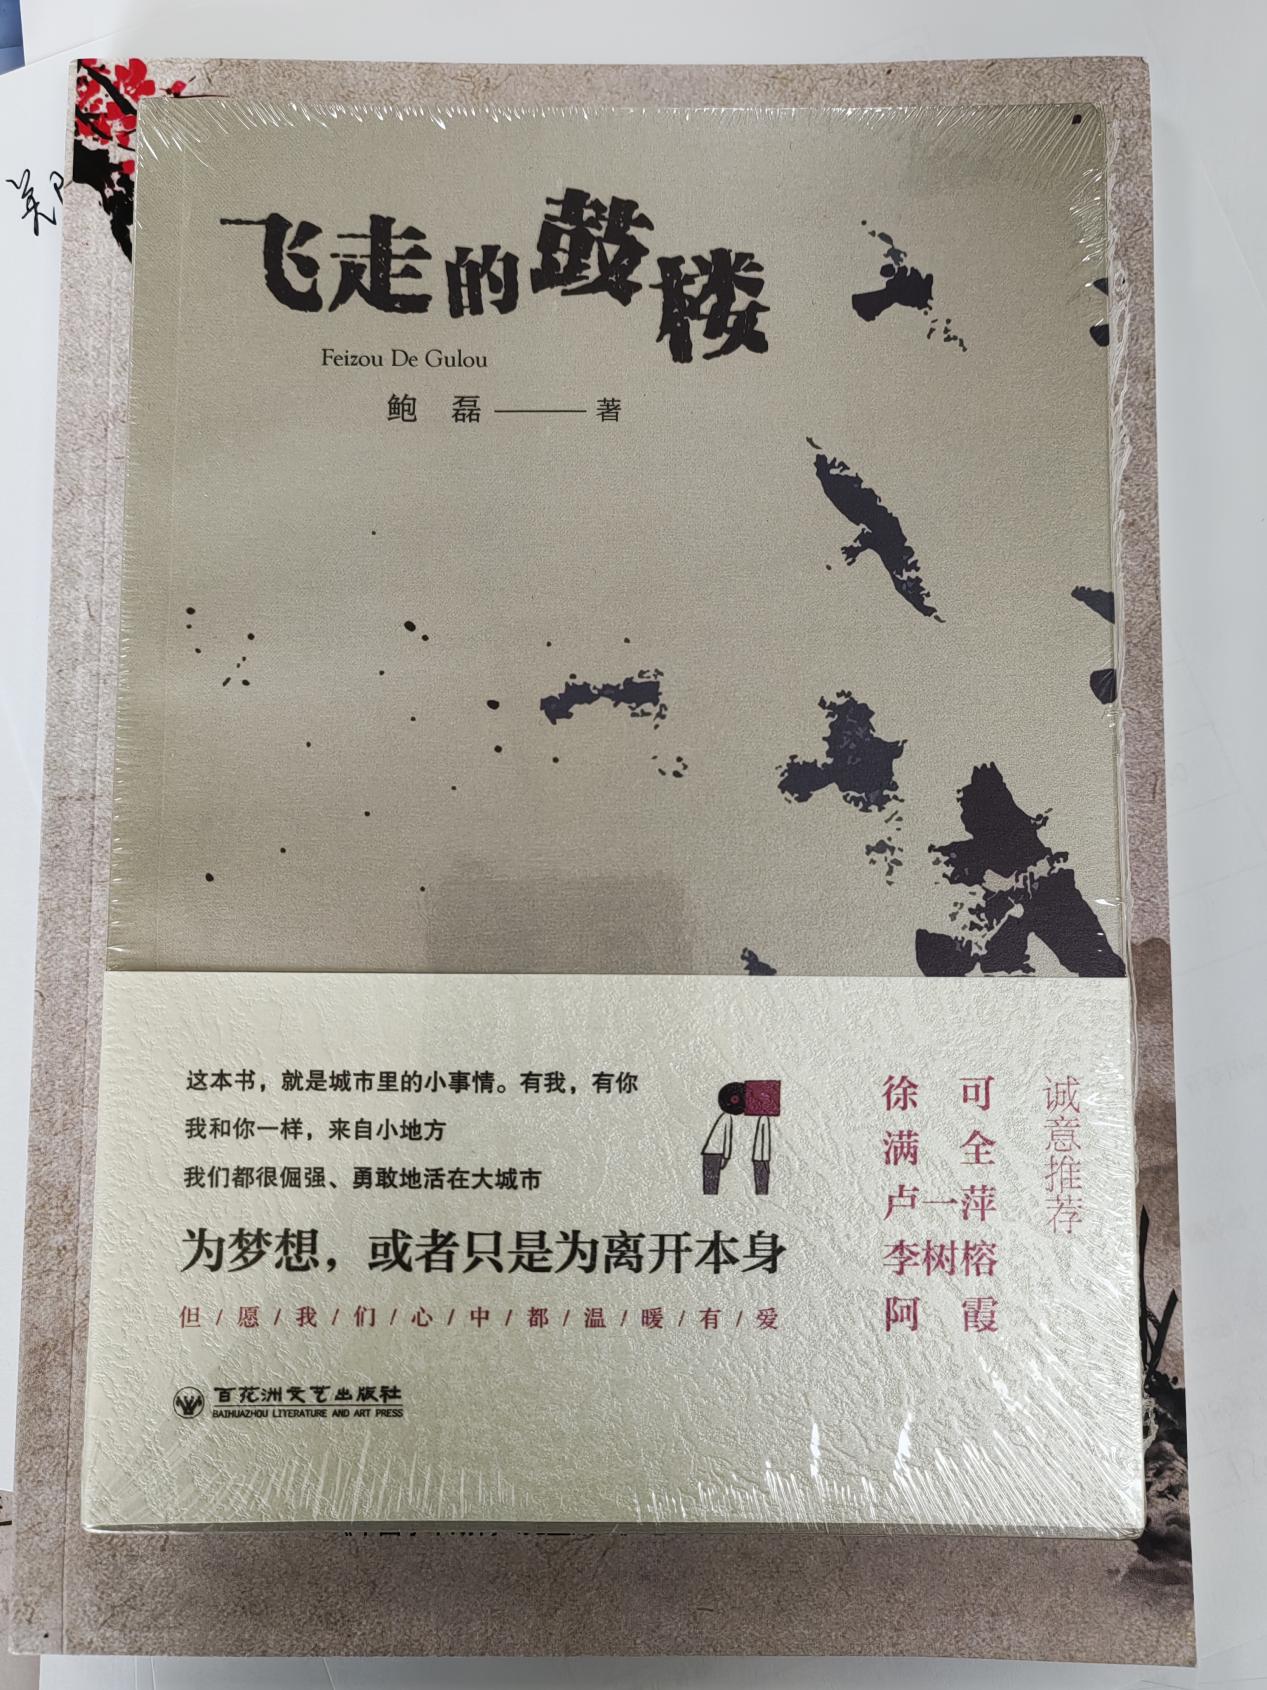 飞走的鼓楼
Feizou De Gulou
鲍 磊——著
这本书，就是城市里的小事情。有我，有你
我和你一样，来自小地方
我们都很倔强、勇敢地活在大城市
为梦想，或者只是为离开本身
但/愿/我/们/心/中/都/温/暖/有/爱
百花洲文艺出版社
BAIHUAZHOU LITERATURE AND ART PRESS
徐 可
满 全
卢一萍
李树榕
阿 霞
诚意推荐